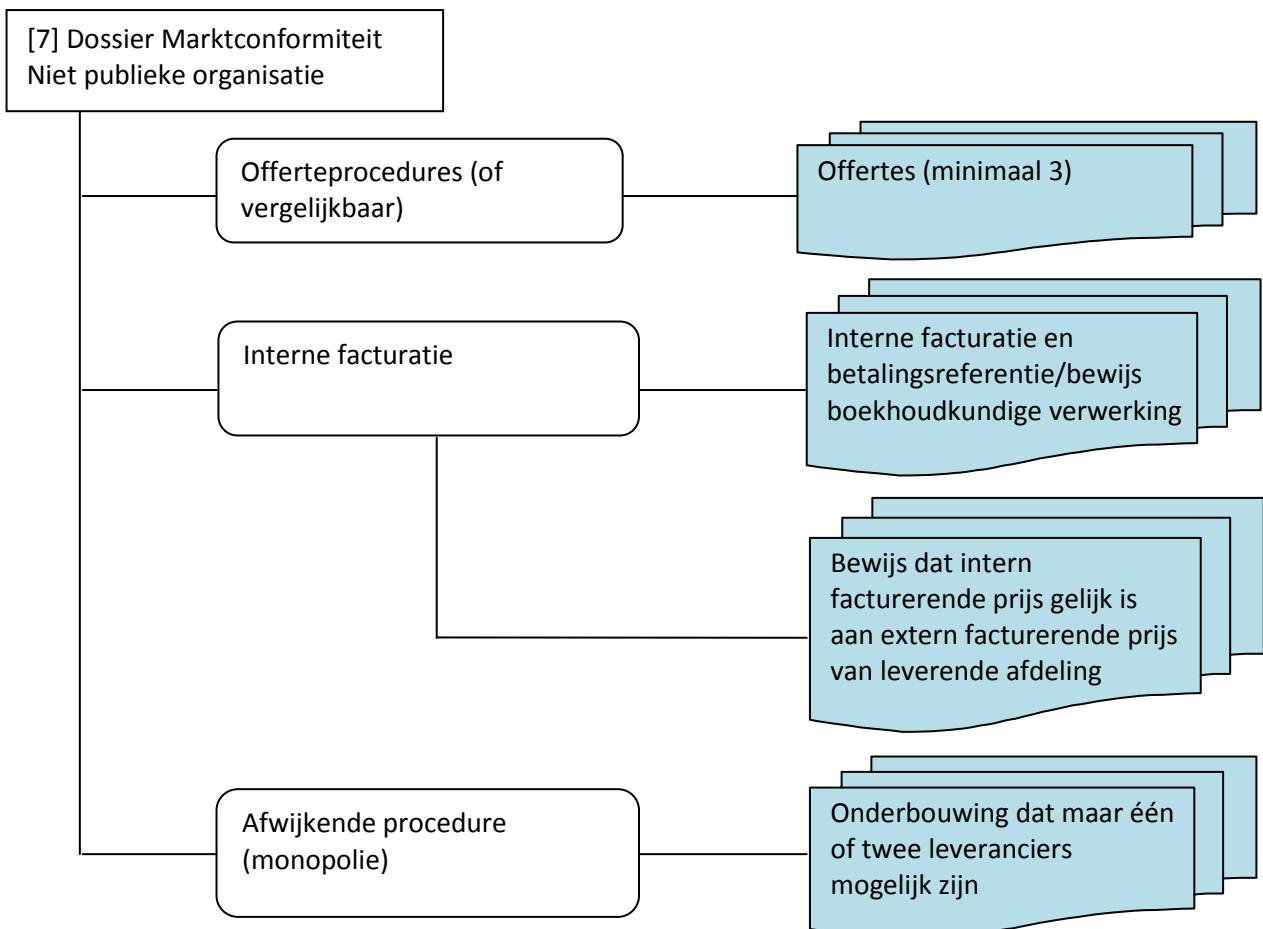 [7] Dossier Marktconformiteit
Niet publieke organisatie
Offerteprocedures (of
vergelijkbaar)
Offertes (minimaal 3)
Interne facturatie
Interne facturatie en
betalingsreferentie/bewijs
boekhoudkundige verwerking
Bewijs dat intern
facturerende prijs gelijk is
aan extern facturerende prijs
van leverende afdeling
Afwijkende procedure
(monopolie)
Onderbouwing dat maar één
of twee leveranciers
mogelijk zijn